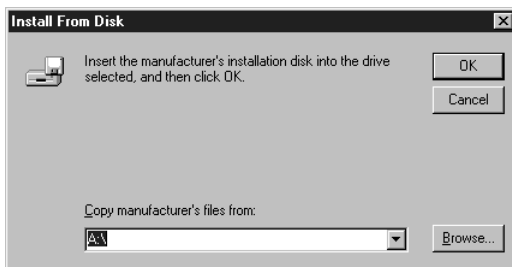 Install From Disk
Insert the manufacturer's installation disk into the drive
selected, and then click OK.
OK
Cancel
Copy manufacturer's files from:
A:\
Browse...